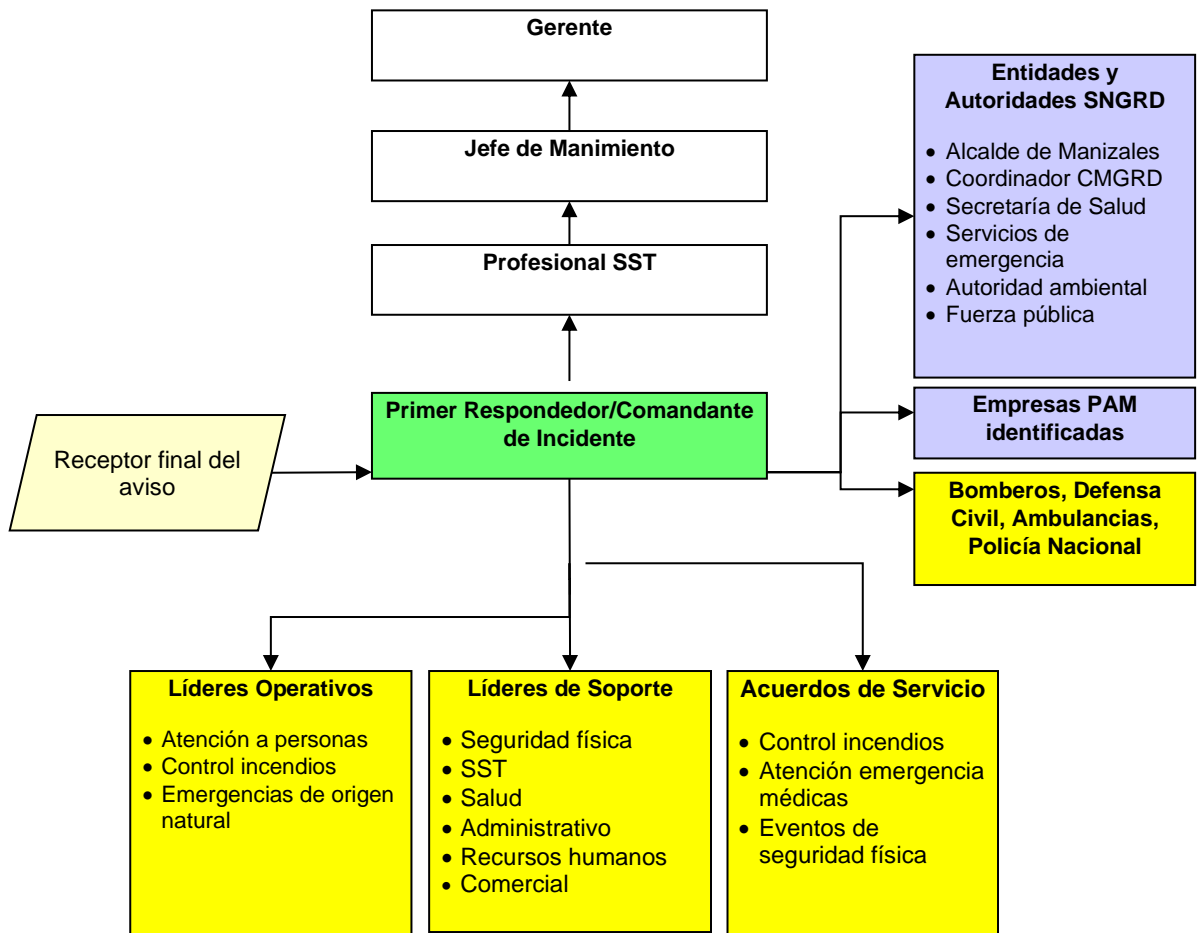 Gerente
Jefe de Manimiento
Profesional SST
Entidades y
Autoridades SNGRD
• Alcalde de Manizales
• Coordinador CMGRD
• Secretaría de Salud
• Servicios de
emergencia
• Autoridad ambiental
• Fuerza pública
Receptor final del
aviso
Primer Respondedor/Comandante
de Incidente
Empresas PAM
identificadas
Bomberos, Defensa
Civil, Ambulancias,
Policía Nacional
Líderes Operativos
• Atención a personas
• Control incendios
• Emergencias de origen
natural
Líderes de Soporte
• Seguridad física
• SST
• Salud
• Administrativo
• Recursos humanos
• Comercial
Acuerdos de Servicio
• Control incendios
• Atención emergencia
médicas
• Eventos de
seguridad física